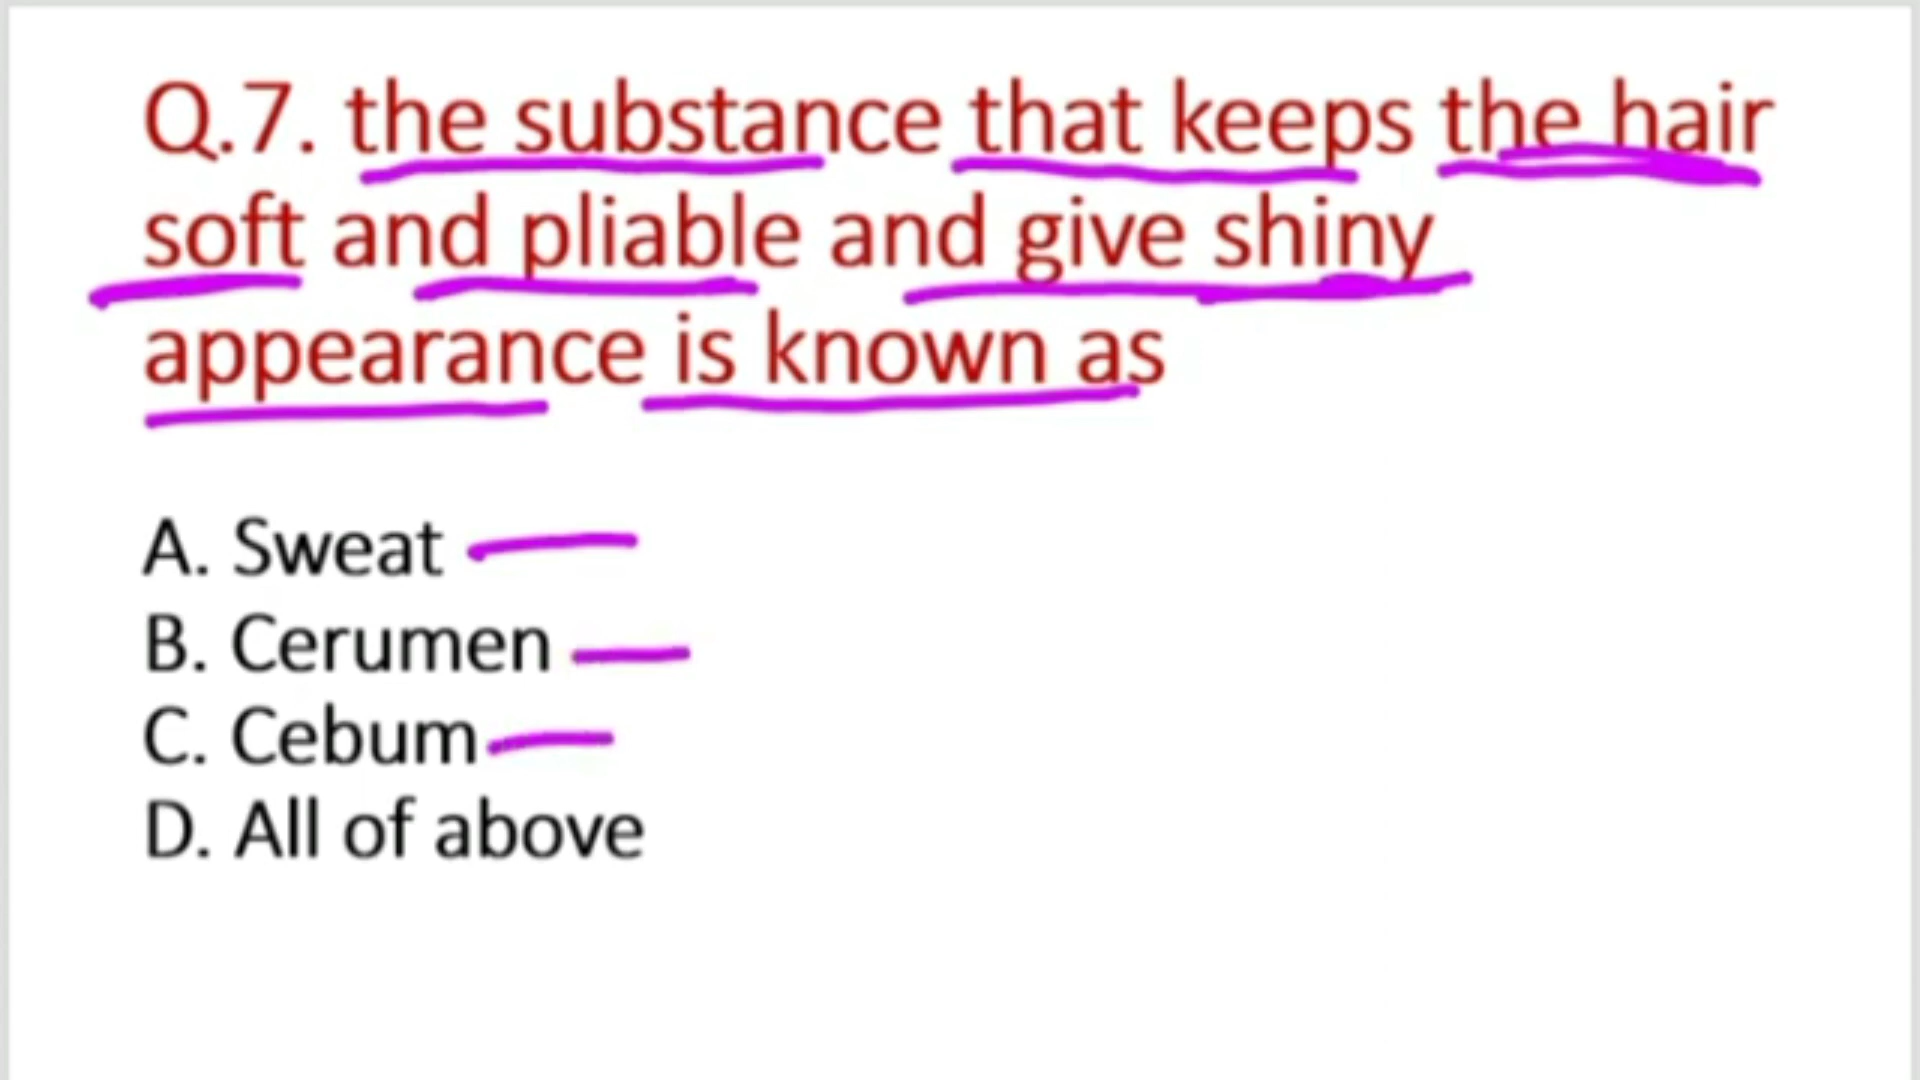 Q.7. the substance that keeps the hair
soft and pliable and give shiny
appearance is known as
A. Sweat
B. Cerumen
C. Cebum
D. All of above